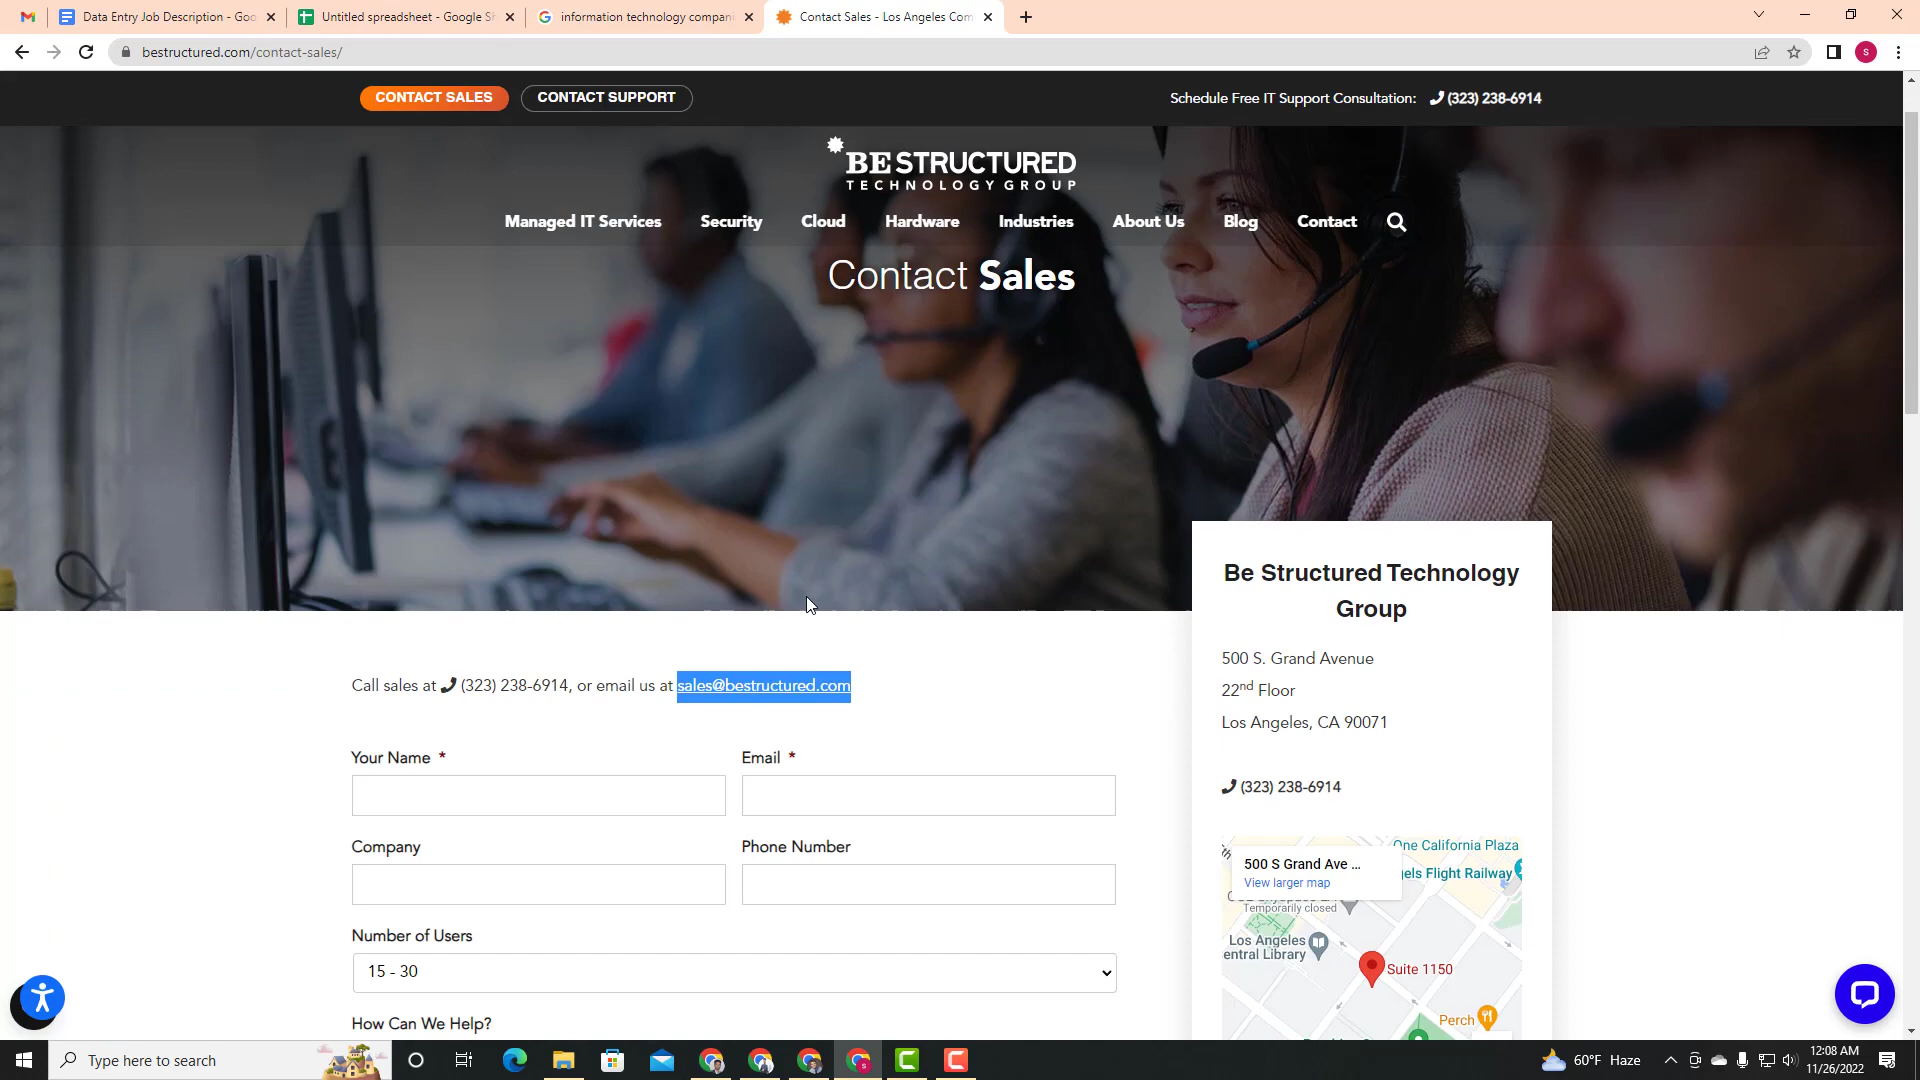 Data Entry Job Description - Goo
Untitled spreadsheet - Google Sh
information technology compani
Contact Sales - Los Angeles Com
bestructured.com/contact-sales/
S
CONTACT SALES
CONTACT SUPPORT
Schedule Free IT Support Consultation: (323) 238-6914
BE STRUCTURED
TECHNOLOGY GROUP
Managed IT Services
Security
Cloud
Hardware
Industries
About Us
Blog
Contact
Contact Sales
Call sales at (323) 238-6914, or email us at sales@bestructured.com
Your Name *
Email *
Company
Phone Number
Number of Users
15 - 30
How Can We Help?
Be Structured Technology
Group
500 S. Grand Avenue
22nd Floor
Los Angeles, CA 90071
(323) 238-6914
One California Plaza
500 S Grand Ave ...
View larger map
gels Flight Railway
Temporarily closed
Los Angeles
entral Library
Suite 1150
Perch
Type here to search
60°F Haze
12:08 AM
11/26/2022